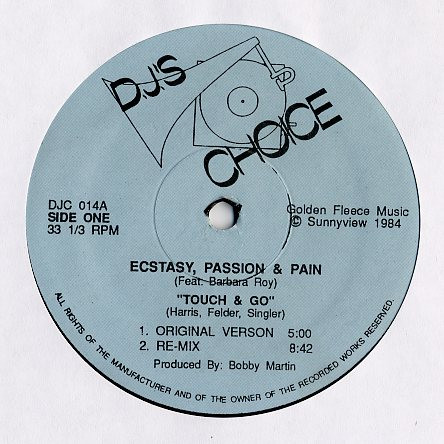 D.J.'S
CHOICE
DJC 014A
SIDE ONE
33 1/3 RPM
Golden Fleece Music
© Sunnyview 1984
ECSTASY, PASSION & PAIN
(Feat. Barbara Roy)
"TOUCH & GO"
(Harris, Felder, Singler)
1. ORIGINAL VERSON 5:00
2. RE-MIX 8:42
Produced By: Bobby Martin
ALL RIGHTS OF THE MANUFACTURER AND OF THE OWNER OF THE RECORDED WORKS RESERVED.